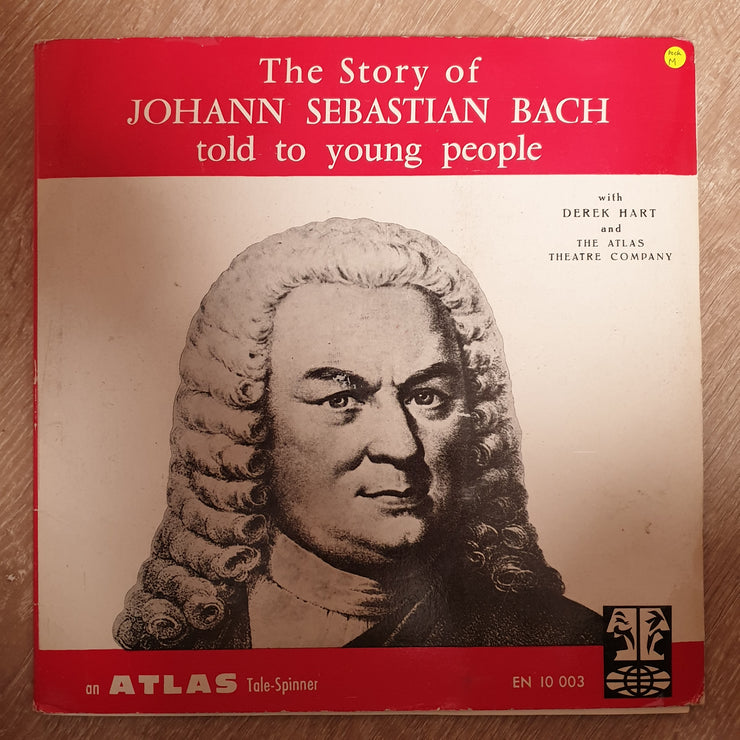 The Story of
JOHANN SEBASTIAN BACH
told to young people
M
with
DEREK HART
and
THE ATLAS
THEATRE COMPANY
an ATLAS Tale-Spinner
EN 10 003